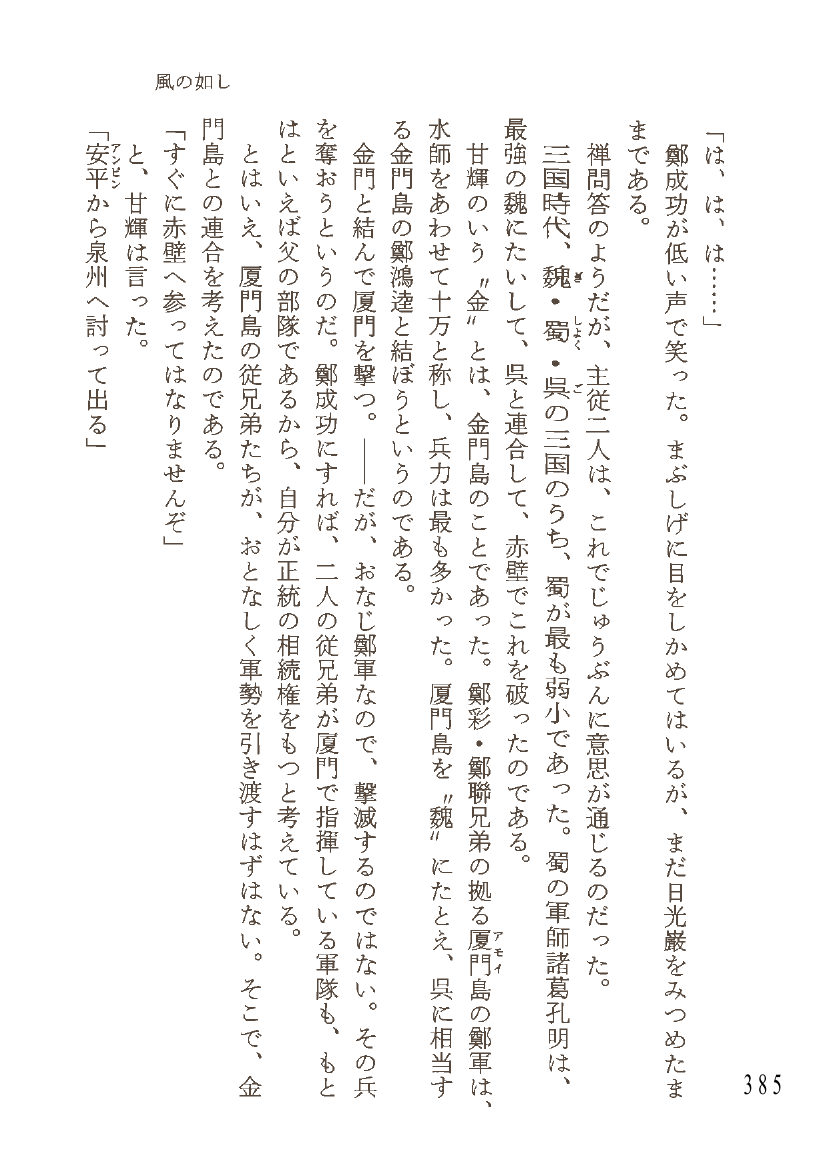 風の如し
「は、は、は……」
鄭成功が低い声で笑った。まぶしげに目をしかめてはいるが、まだ日光巌をみつめたま
まである。
禅問答のようだが、主従二人は、これでじゅうぶんに意思が通じるのだった。
三国時代、魏・蜀・呉の三国のうち、蜀が最も弱小であった。蜀の軍師諸葛孔明は、
最強の魏にたいして、呉と連合して、赤壁でこれを破ったのである。
甘輝のいう〝金〟とは、金門島のことであった。鄭彩・鄭聯兄弟の拠る厦門島の鄭軍は、
水師をあわせて十万と称し、兵力は最も多かった。厦門島を〝魏〟にたとえ、呉に相当す
る金門島の鄭鴻逵と結ぼうというのである。
金門と結んで厦門を撃つ。――だが、おなじ鄭軍なので、撃滅するのではない。その兵
を奪おうというのだ。鄭成功にすれば、二人の従兄弟が厦門で指揮している軍隊も、もと
はといえば父の部隊であるから、自分が正統の相続権をもつと考えている。
とはいえ、厦門島の従兄弟たちが、おとなしく軍勢を引き渡すはずはない。そこで、金
門島との連合を考えたのである。
「すぐに赤壁へ参ってはなりませんぞ」
と、甘輝は言った。
「安平から泉州へ討って出る」
ぎ
しょく
ご
アモイ
アンピン
385